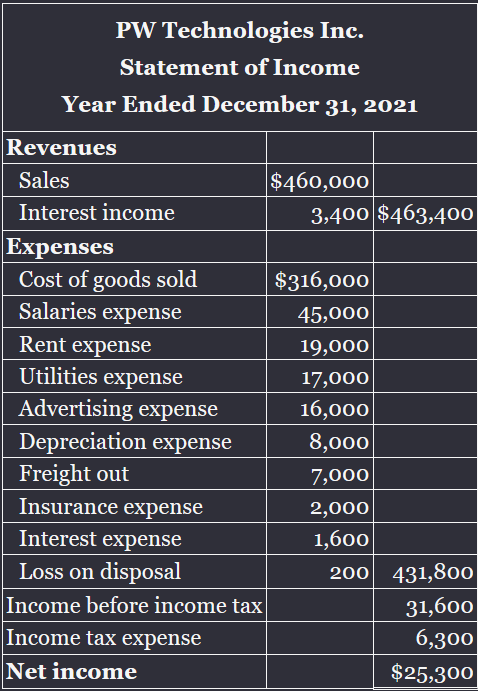 PW Technologies Inc.
Statement of Income
Year Ended December 31, 2021
Revenues
Sales $460,000
Interest income 3,400 $463,400
Expenses
Cost of goods sold $316,000
Salaries expense 45,000
Rent expense 19,000
Utilities expense 17,000
Advertising expense 16,000
Depreciation expense 8,000
Freight out 7,000
Insurance expense 2,000
Interest expense 1,600
Loss on disposal 200 431,800
Income before income tax 31,600
Income tax expense 6,300
Net income $25,300